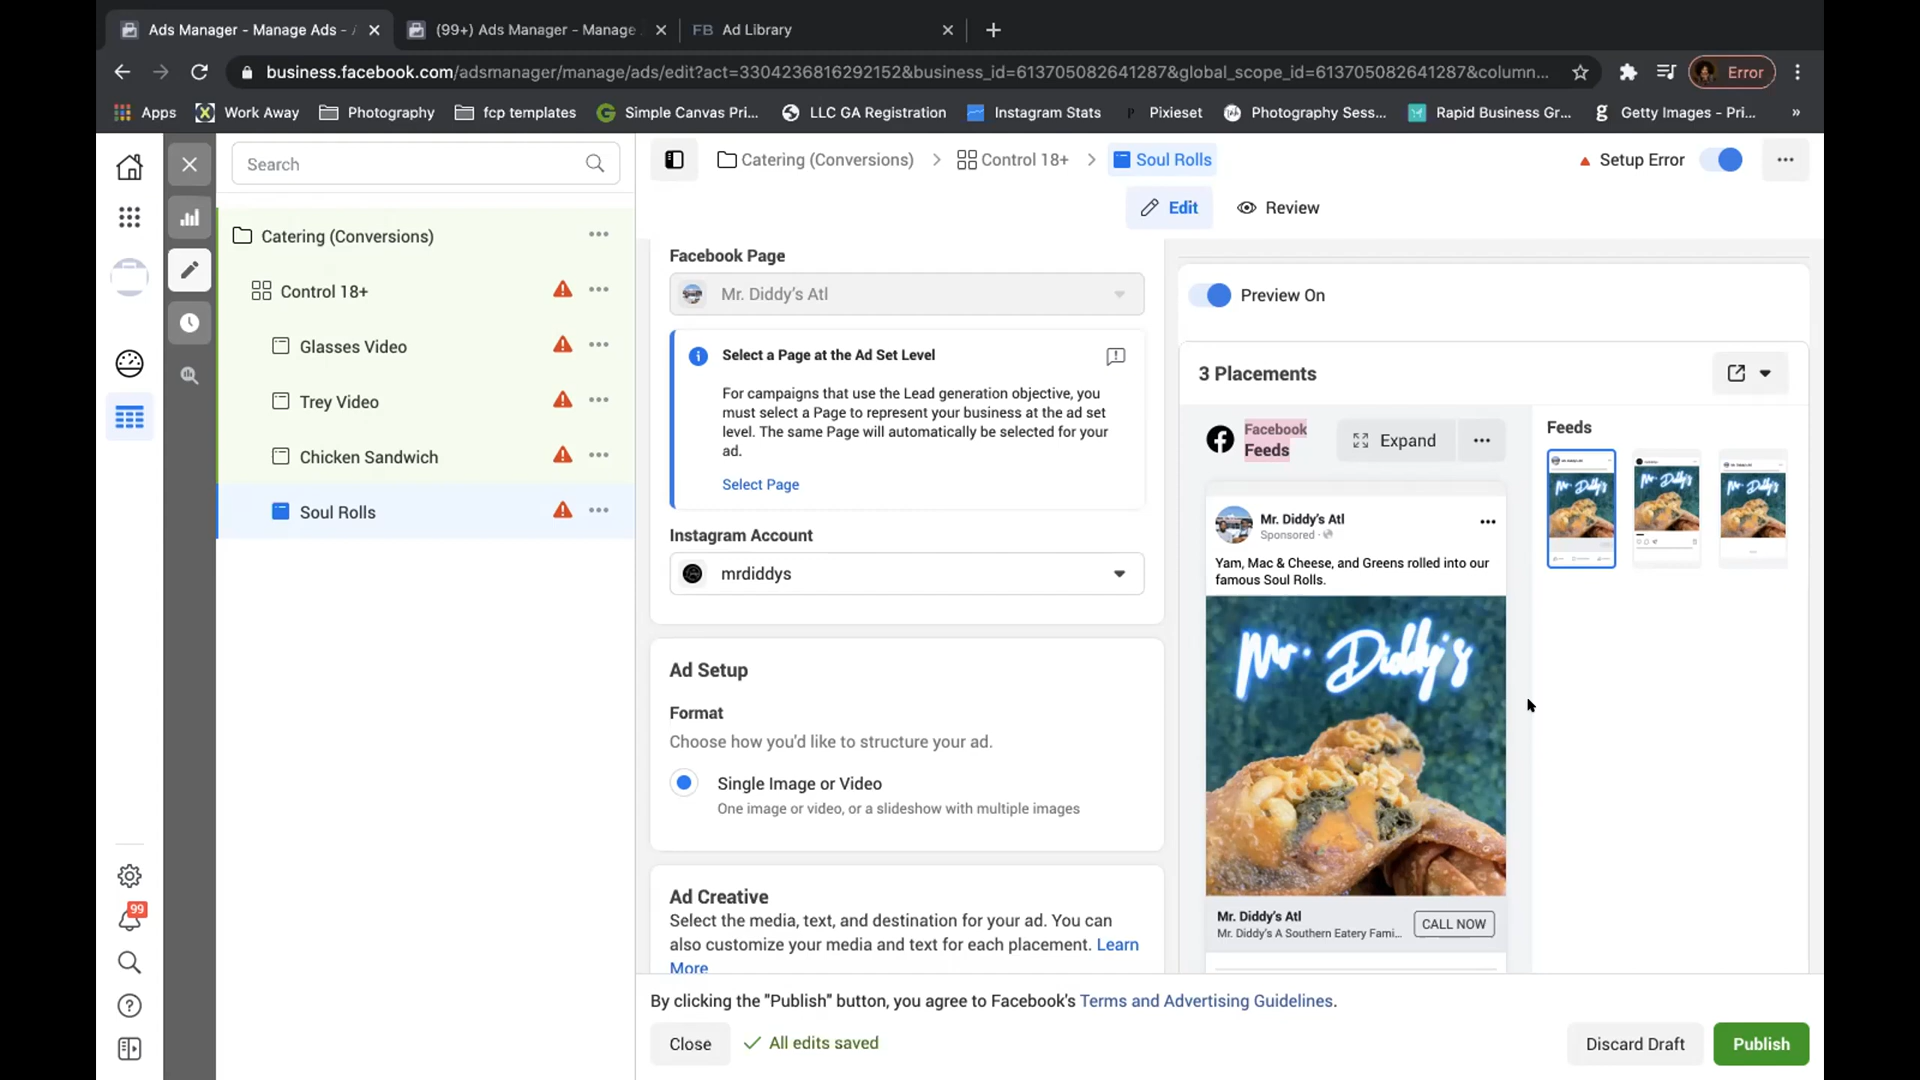 Ads Manager - Manage Ads - 
(99+) Ads Manager - Manage
FB Ad Library
business.facebook.com/adsmanager/manage/ads/edit?act=3304236816292152&business_id=613705082641287&global_scope_id=613705082641287&column...
Error
Apps
Work Away
Photography
fcp templates
Simple Canvas Pri...
LLC GA Registration
Instagram Stats
Pixieset
Photography Sess...
Rapid Business Gr...
Getty Images - Pri...
»
Search
Catering (Conversions)
Control 18+
Glasses Video
Trey Video
Chicken Sandwich
Soul Rolls
99
Catering (Conversions) > Control 18+ > Soul Rolls
Setup Error
Edit
Review
Facebook Page
Mr. Diddy's Atl
Select a Page at the Ad Set Level
For campaigns that use the Lead generation objective, you
must select a Page to represent your business at the ad set
level. The same Page will automatically be selected for your
ad.
Select Page
Instagram Account
mrdiddys
Ad Setup
Format
Choose how you'd like to structure your ad.
Single Image or Video
One image or video, or a slideshow with multiple images
Ad Creative
Select the media, text, and destination for your ad. You can
also customize your media and text for each placement. Learn
More
Preview On
3 Placements
Facebook
Feeds
Expand
Feeds
Mr. Diddy's Atl
Sponsored ·
Yam, Mac & Cheese, and Greens rolled into our
famous Soul Rolls.
Mr. Diddy's
Mr. Diddy's Atl
Mr. Diddy's A Southern Eatery Fami...
CALL NOW
By clicking the "Publish" button, you agree to Facebook's Terms and Advertising Guidelines.
Close
All edits saved
Discard Draft
Publish